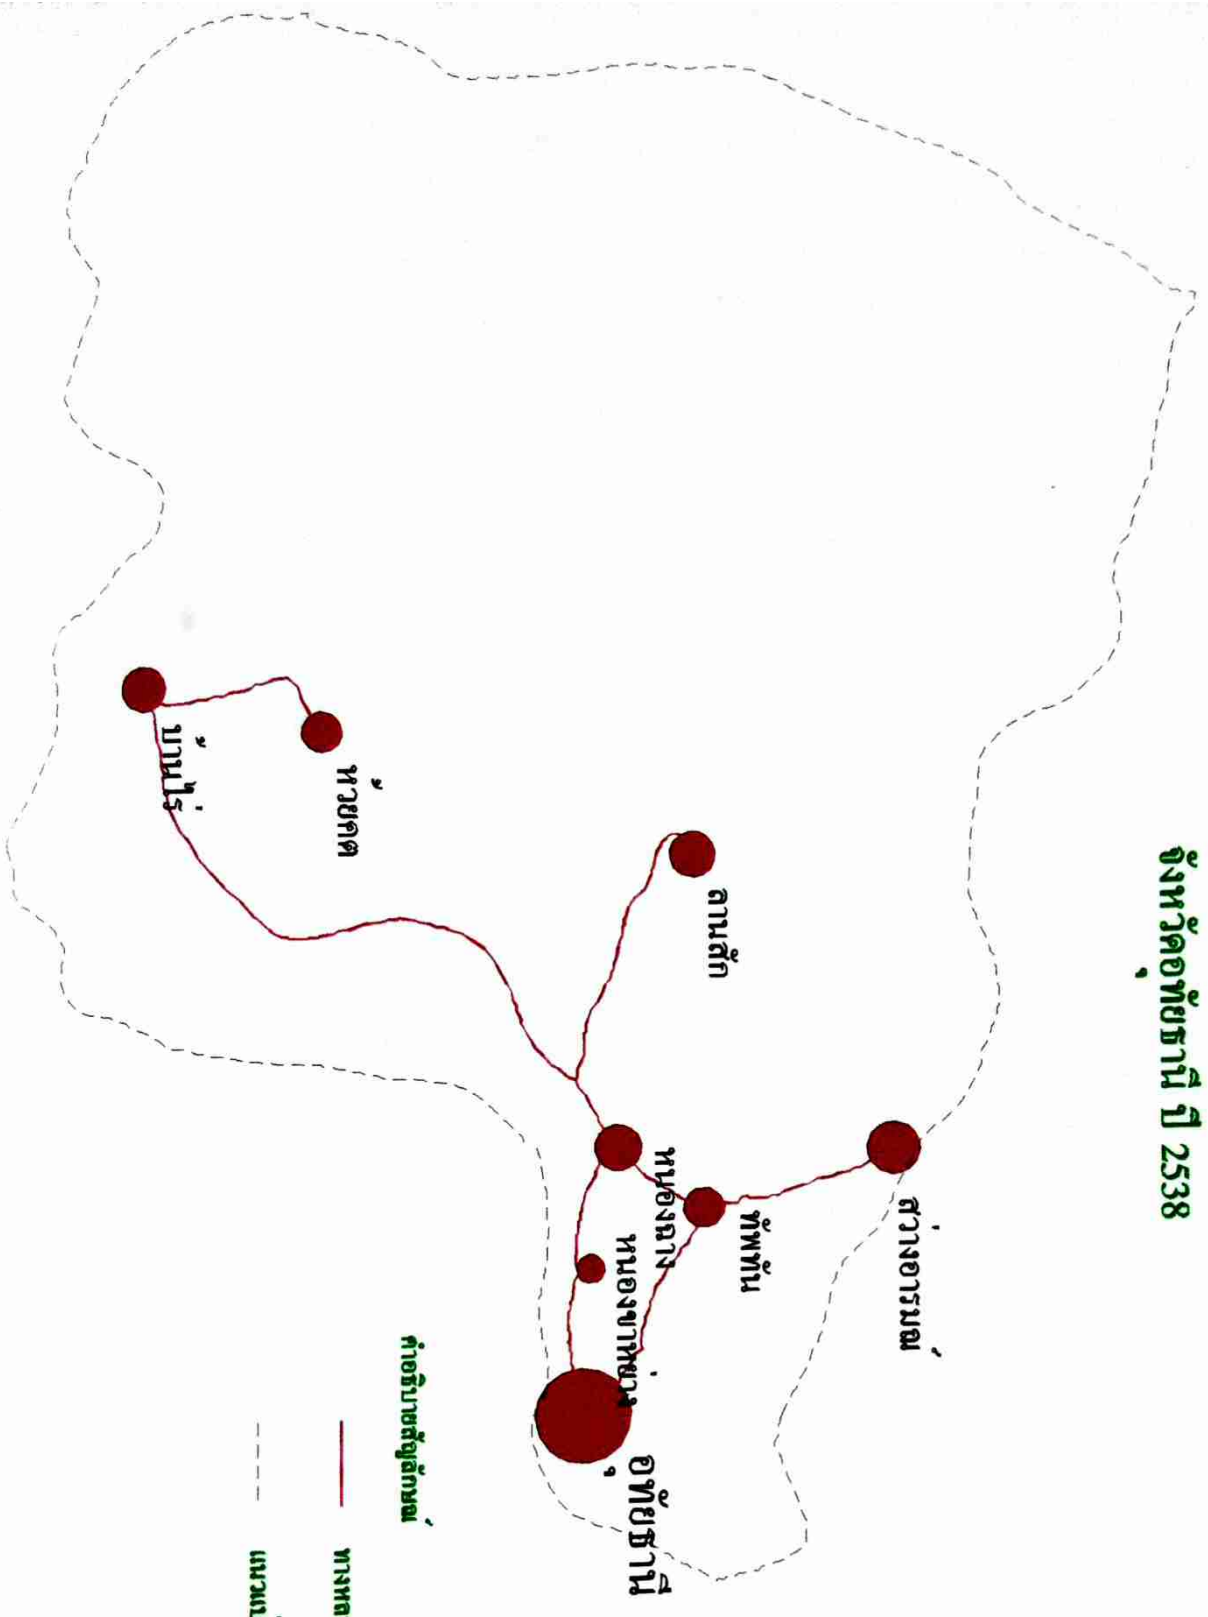 จังหวัดอุทัยธานี ปี 2538
สว่างอารมณ์
ทัพทัน
ลานสัก
หนองฉาง
หนองขาหย่าง
อุทัยธานี
ห้วยคต
บ้านไร่
คำอธิบายสัญลักษณ์